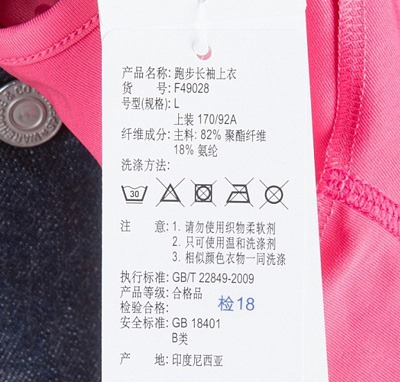 产品名称: 跑步长袖上衣
货 号: F49028
号型(规格): L
上装 170/92A
纤维成分: 主料: 82% 聚酯纤维
18% 氨纶
洗涤方法:
30
注 意: 1. 请勿使用织物柔软剂
2. 只可使用温和洗涤剂
3. 相似颜色衣物一同洗涤
执行标准: GB/T 22849-2009
产品等级: 合格品
检验合格: 检18
安全标准: GB 18401
B类
产 地: 印度尼西亚